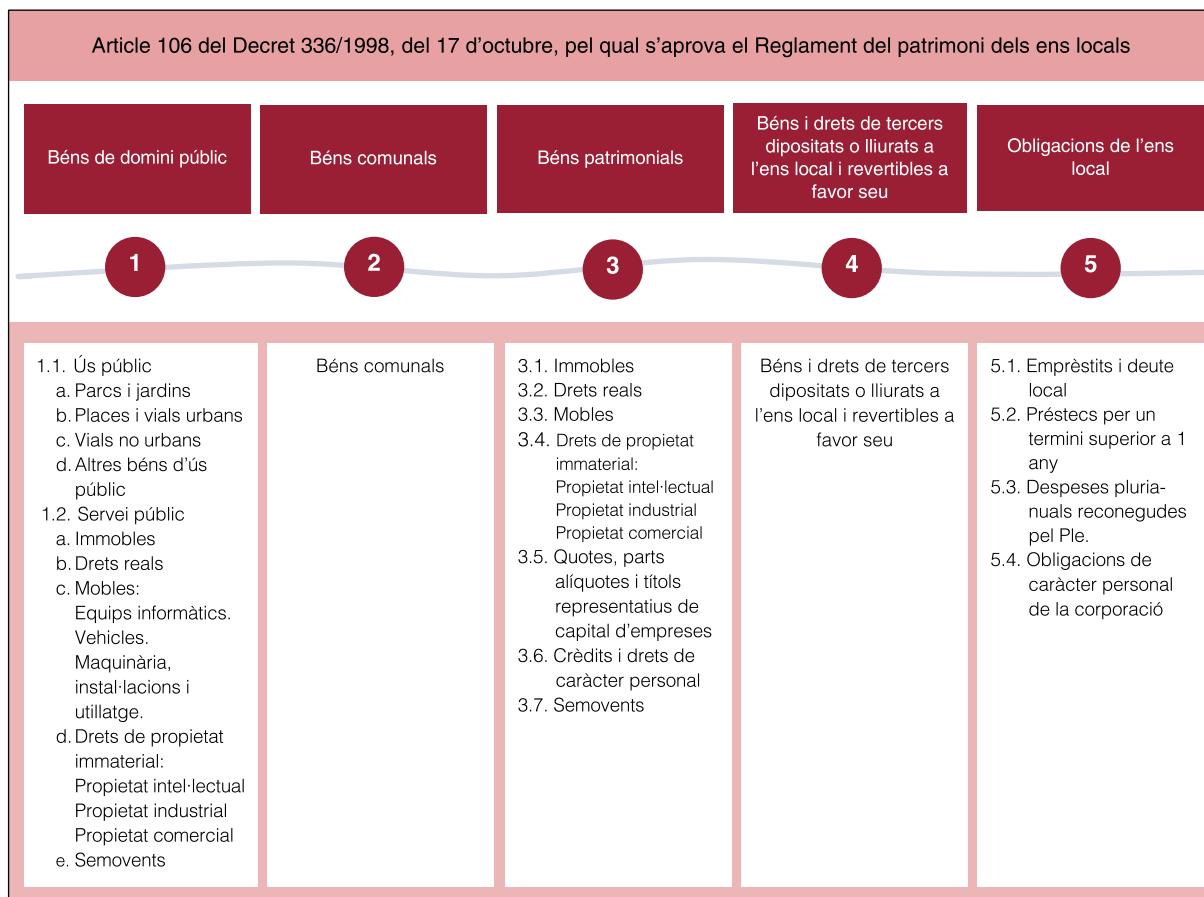 Article 106 del Decret 336/1998, del 17 d’octubre, pel qual s’aprova el Reglament del patrimoni dels ens locals
Béns de domini públic
Béns comunals
Béns patrimonials
Béns i drets de tercers
dipositats o lliurats a
l’ens local i revertibles a
favor seu
Obligacions de l’ens
local
1
2
3
4
5
1.1. Ús públic
a. Parcs i jardins
b. Places i vials urbans
c. Vials no urbans
d. Altres béns d’ús
públic
1.2. Servei públic
a. Immobles
b. Drets reals
c. Mobles:
Equips informàtics.
Vehicles.
Maquinària,
instal·lacions i
utillatge.
d. Drets de propietat
immaterial:
Propietat intel·lectual
Propietat industrial
Propietat comercial
e. Semovents
Béns comunals
3.1. Immobles
3.2. Drets reals
3.3. Mobles
3.4. Drets de propietat
immaterial:
Propietat intel·lectual
Propietat industrial
Propietat comercial
3.5. Quotes, parts
alíquotes i títols
representatius de
capital d’empreses
3.6. Crèdits i drets de
caràcter personal
3.7. Semovents
Béns i drets de tercers
dipositats o lliurats a
l’ens local i revertibles a
favor seu
5.1. Emprèstits i deute
local
5.2. Préstecs per un
termini superior a 1
any
5.3. Despeses pluria-
nuals reconegudes
pel Ple.
5.4. Obligacions de
caràcter personal
de la corporació